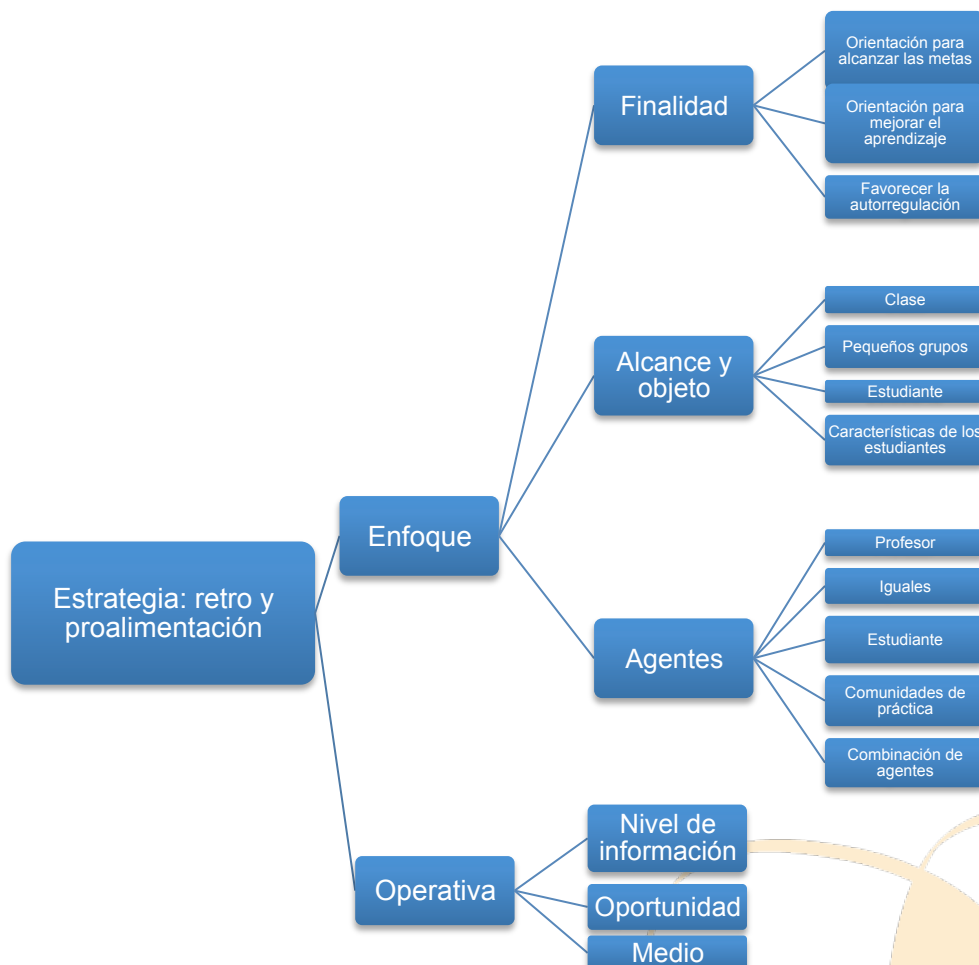 Estrategia: retro y
proalimentación
Enfoque
Finalidad
Orientación para
alcanzar las metas
Orientación para
mejorar el
aprendizaje
Favorecer la
autorregulación
Alcance y
objeto
Clase
Pequeños grupos
Estudiante
Características de los
estudiantes
Agentes
Profesor
Iguales
Estudiante
Comunidades de
práctica
Combinación de
agentes
Operativa
Nivel de
información
Oportunidad
Medio